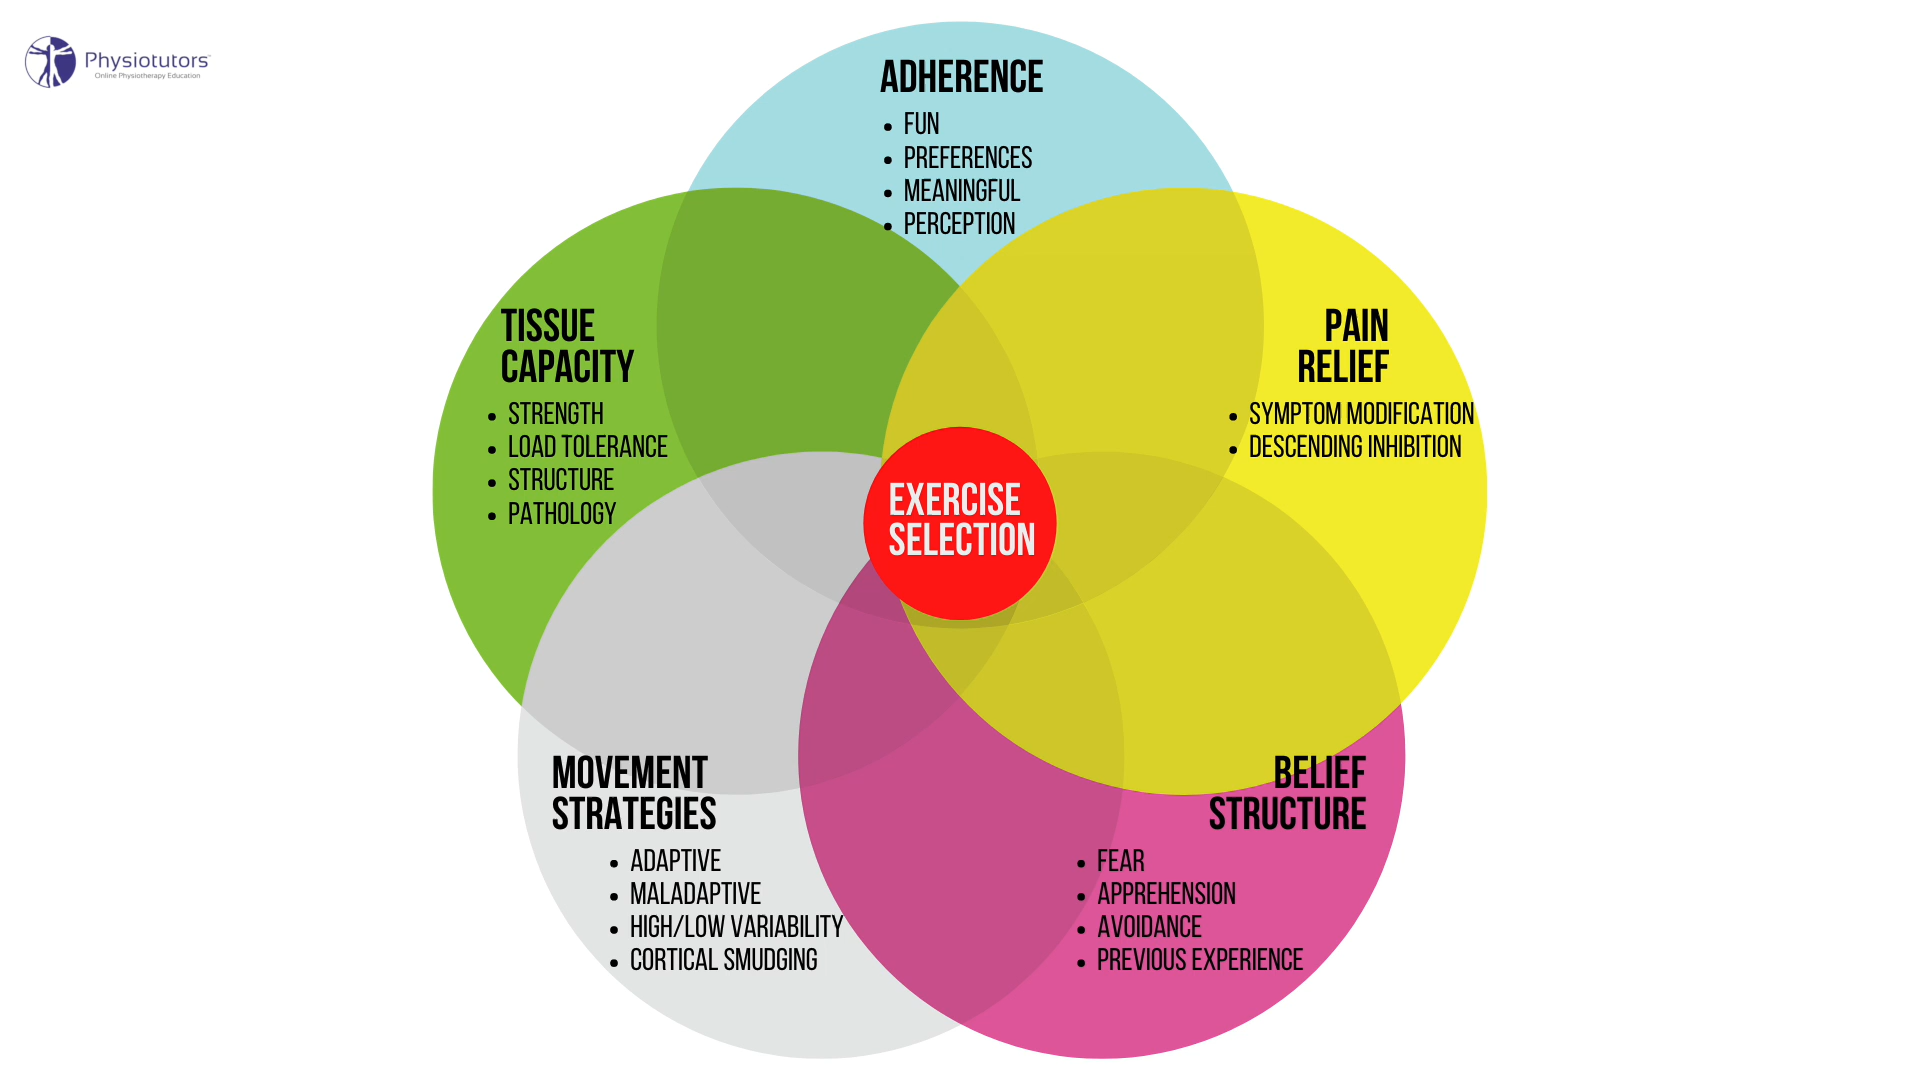 Physiotutors
Online Physiotherapy Education
ADHERENCE
• FUN
• PREFERENCES
• MEANINGFUL
• PERCEPTION
TISSUE
CAPACITY
• STRENGTH
• LOAD TOLERANCE
• STRUCTURE
• PATHOLOGY
PAIN
RELIEF
• SYMPTOM MODIFICATION
• DESCENDING INHIBITION
EXERCISE
SELECTION
MOVEMENT
STRATEGIES
• ADAPTIVE
• MALADAPTIVE
• HIGH/LOW VARIABILITY
• CORTICAL SMUDGING
BELIEF
STRUCTURE
• FEAR
• APPREHENSION
• AVOIDANCE
• PREVIOUS EXPERIENCE